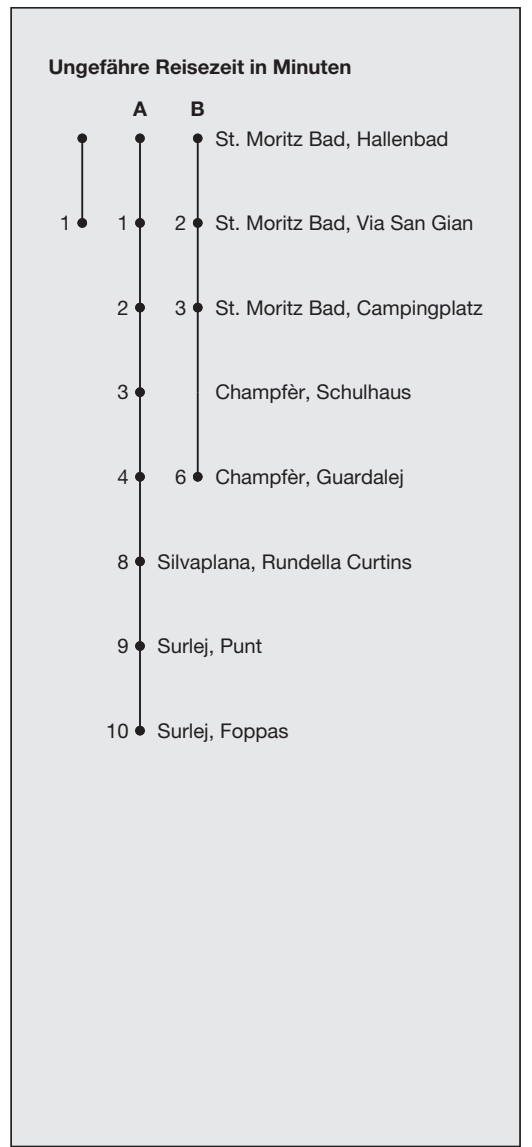 Ungefähre Reisezeit in Minuten
A B
St. Moritz Bad, Hallenbad
1 1 2 St. Moritz Bad, Via San Gian
2 3 St. Moritz Bad, Campingplatz
3 Champfèr, Schulhaus
4 6 Champfèr, Guardalej
8 Silvaplana, Rundella Curtins
9 Surlej, Punt
10 Surlej, Foppas